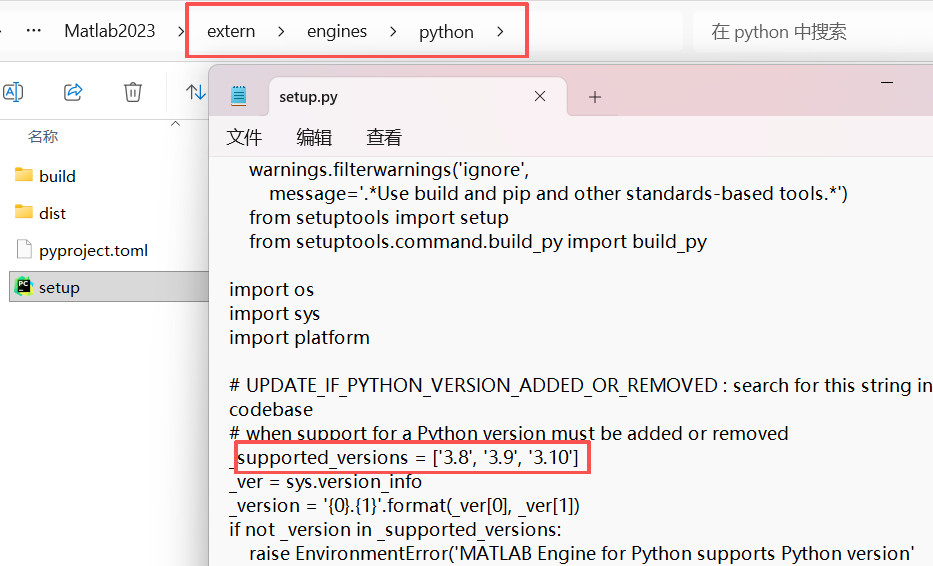 ··· Matlab2023 > extern > engines > python > 在 python 中搜索
setup.py
文件 编辑 查看
名称
build
dist
pyproject.toml
PC
setup
warnings.filterwarnings('ignore',
message='.*Use build and pip and other standards-based tools.*')
from setuptools import setup
from setuptools.command.build_py import build_py
import os
import sys
import platform
# UPDATE_IF_PYTHON_VERSION_ADDED_OR_REMOVED : search for this string in
codebase
# when support for a Python version must be added or removed
_supported_versions = ['3.8', '3.9', '3.10']
_ver = sys.version_info
_version = '{0}.{1}'.format(_ver[0], _ver[1])
if not _version in _supported_versions:
raise EnvironmentError('MATLAB Engine for Python supports Python version'